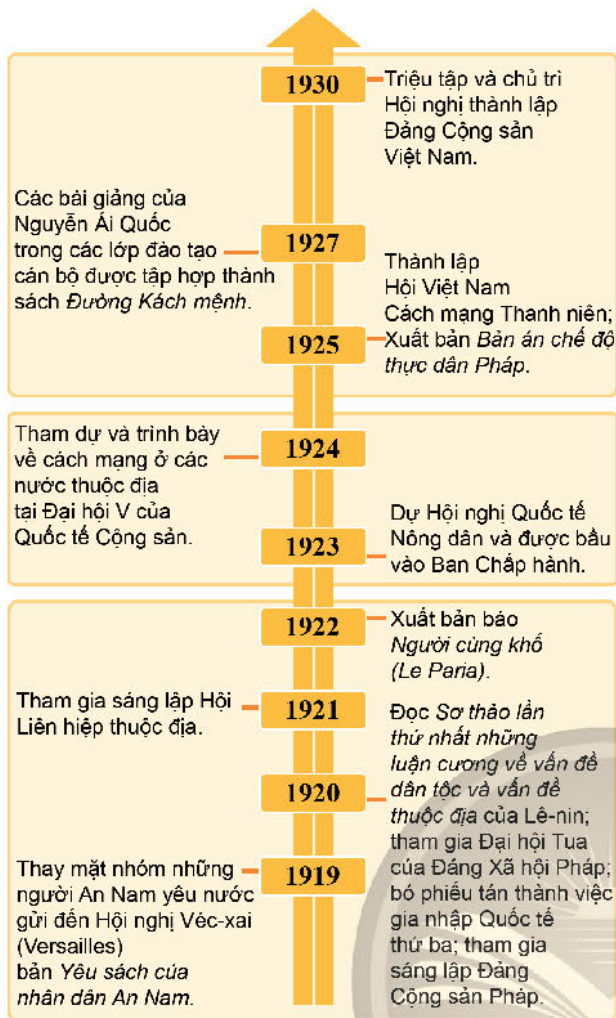 1930
Triệu tập và chủ trì
Hội nghị thành lập
Đảng Cộng sản
Việt Nam.
Các bài giảng của
Nguyễn Ái Quốc
trong các lớp đào tạo
cán bộ được tập hợp thành
sách Đường Kách mệnh.
1927
Thành lập
Hội Việt Nam
Cách mạng Thanh niên;
Xuất bản Bản án chế độ
thực dân Pháp.
1925
Tham dự và trình bày
về cách mạng ở các
nước thuộc địa
tại Đại hội V của
Quốc tế Cộng sản.
1924
Dự Hội nghị Quốc tế
Nông dân và được bầu
vào Ban Chấp hành.
1923
1922
Xuất bản báo
Người cùng khổ
(Le Paria).
Tham gia sáng lập Hội
Liên hiệp thuộc địa.
1921
Đọc Sơ thảo lần
thứ nhất những
luận cương về vấn đề
dân tộc và vấn đề
thuộc địa của Lê-nin;
tham gia Đại hội Tua
của Đảng Xã hội Pháp;
bỏ phiếu tán thành việc
gia nhập Quốc tế
thứ ba; tham gia
sáng lập Đảng
Cộng sản Pháp.
1920
Thay mặt nhóm những
người An Nam yêu nước
gửi đến Hội nghị Véc-xai
(Versailles)
bản Yêu sách của
nhân dân An Nam.
1919